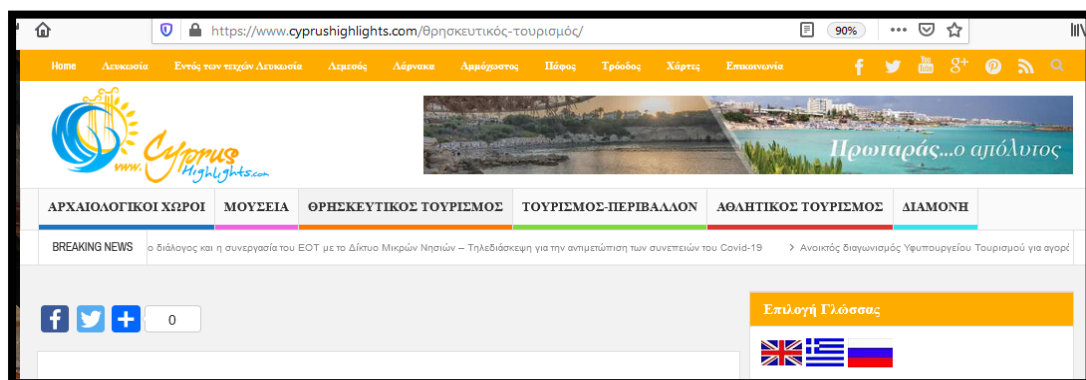 https://www.cyprushighlights.com/θρησκευτικός-τουρισμός/ 90%
Home Λευκωσία Εντός των τειχών Λευκωσία Λεμεσός Λάρνακα Αμμόχωστος Πάφος Τρόοδος Χάρτες Επικοινωνία
www. Cyprus Highlights.com
Πρωταράς...ο απόλυτος
ΑΡΧΑΙΟΛΟΓΙΚΟΙ ΧΩΡΟΙ ΜΟΥΣΕΙΑ ΘΡΗΣΚΕΥΤΙΚΟΣ ΤΟΥΡΙΣΜΟΣ ΤΟΥΡΙΣΜΟΣ-ΠΕΡΙΒΑΛΛΟΝ ΑΘΛΗΤΙΚΟΣ ΤΟΥΡΙΣΜΟΣ ΔΙΑΜΟΝΗ
BREAKING NEWS ο διάλογος και η συνεργασία του ΕΟΤ με το Δίκτυο Μικρών Νησιών – Τηλεδιάσκεψη για την αντιμετώπιση των συνεπειών του Covid-19 > Ανοικτός διαγωνισμός Υφυπουργείου Τουρισμού για αγορά
0
Επιλογή Γλώσσας